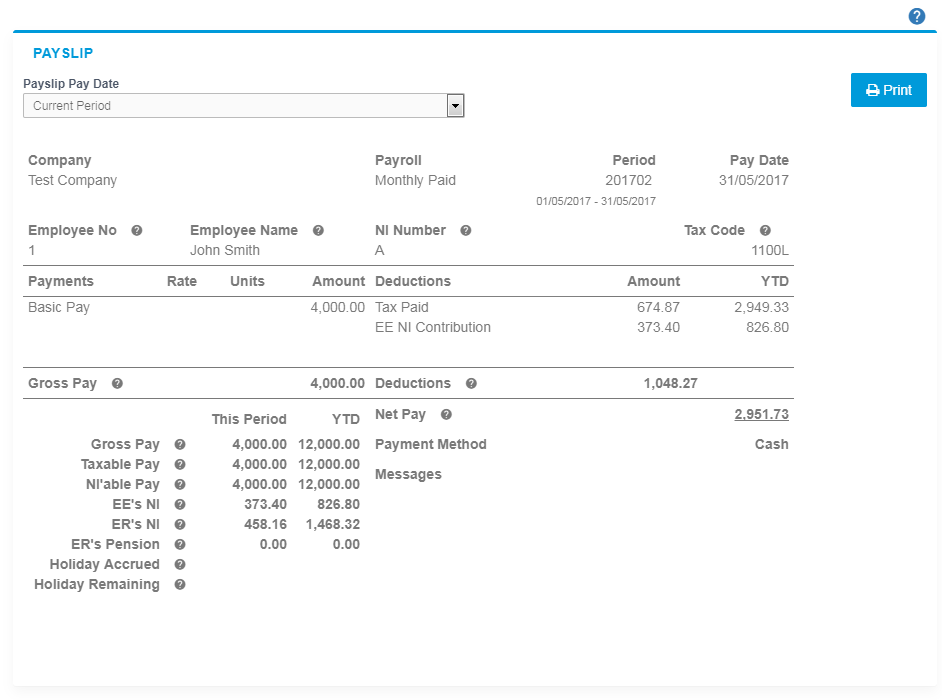 PAYSLIP
Payslip Pay Date
Current Period
Print
Company Payroll Period Pay Date
Test Company Monthly Paid 201702 31/05/2017
01/05/2017 - 31/05/2017
Employee No Employee Name NI Number Tax Code
1 John Smith A 1100L
Payments Rate Units Amount Deductions Amount YTD
Basic Pay 4,000.00 Tax Paid 674.87 2,949.33
EE NI Contribution 373.40 826.80
Gross Pay 4,000.00 Deductions 1,048.27
Net Pay 2,951.73
This Period YTD
Gross Pay 4,000.00 12,000.00 Payment Method Cash
Taxable Pay 4,000.00 12,000.00
Messages
NI'able Pay 4,000.00 12,000.00
EE's NI 373.40 826.80
ER's NI 458.16 1,468.32
ER's Pension 0.00 0.00
Holiday Accrued
Holiday Remaining